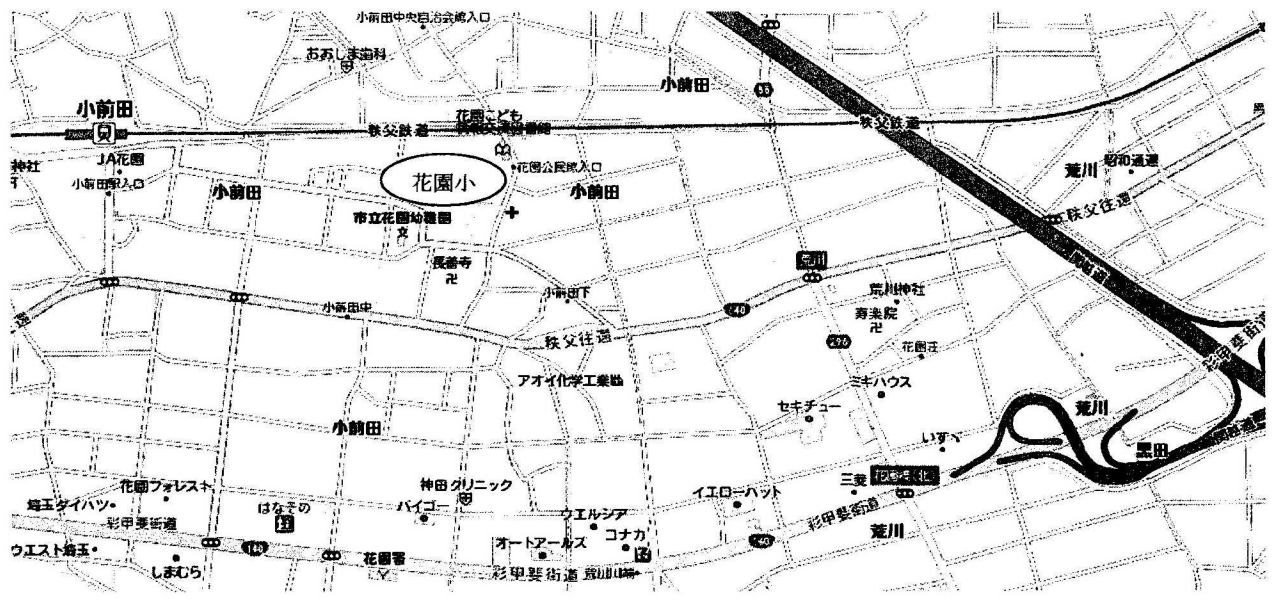 小前田中央自治会館入口
おおしま歯科
小前田
花園こども
小前田
秩父鉄道
秩父鉄道
JA花園
神社
花園小
花園公民館入口
荒川
昭和通運
小前田駅入口
小前田
小前田
市立花園幼稚園
文
秩父往還
長善寺
卍
荒川
荒川神社
小前田中
小前田下
140
寿楽院
卍
秩父往還
296
花園荘
アオイ化学工業
ミキハウス
セキチュー
荒川
小前田
いすゞ
黒田
花園フォレスト
神田クリニック
イエローハット
三菱
埼玉ダイハツ
はなぞの
バイゴー
ウエルシア
彩甲斐街道
彩甲斐街道
ウエスト埼玉
140
オートアールズ
コナカ
140
荒川
しまむら
花園署
彩甲斐街道